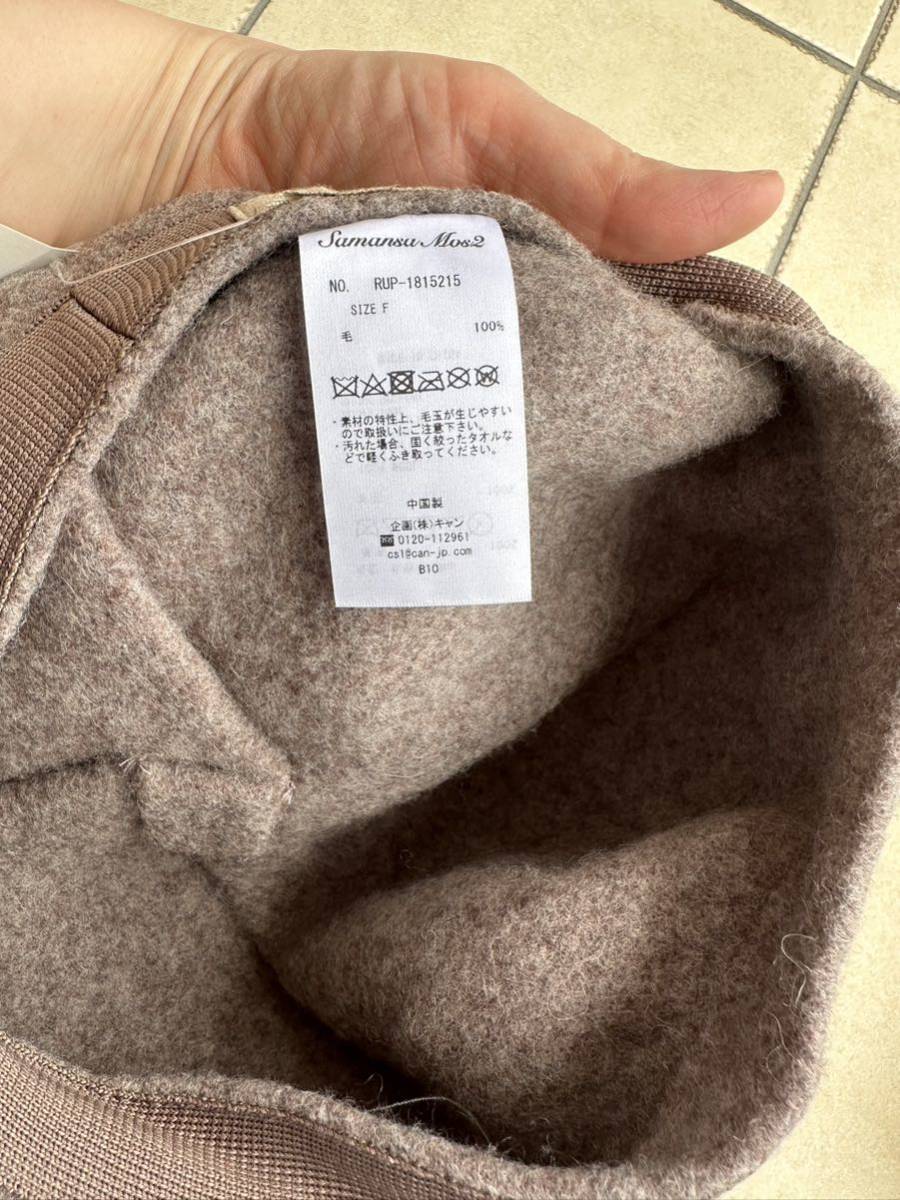 Samansa Mos2
NO. RUP-1815215
SIZE F
毛 100%
・素材の特性上、毛玉が生じやすい
ので取扱いにご注意下さい。
・汚れた場合、固く絞ったタオルな
どで軽くふき取ってください。
中国製
企画(株)キャン
0120-112961
cs1@can-jp.com
B10